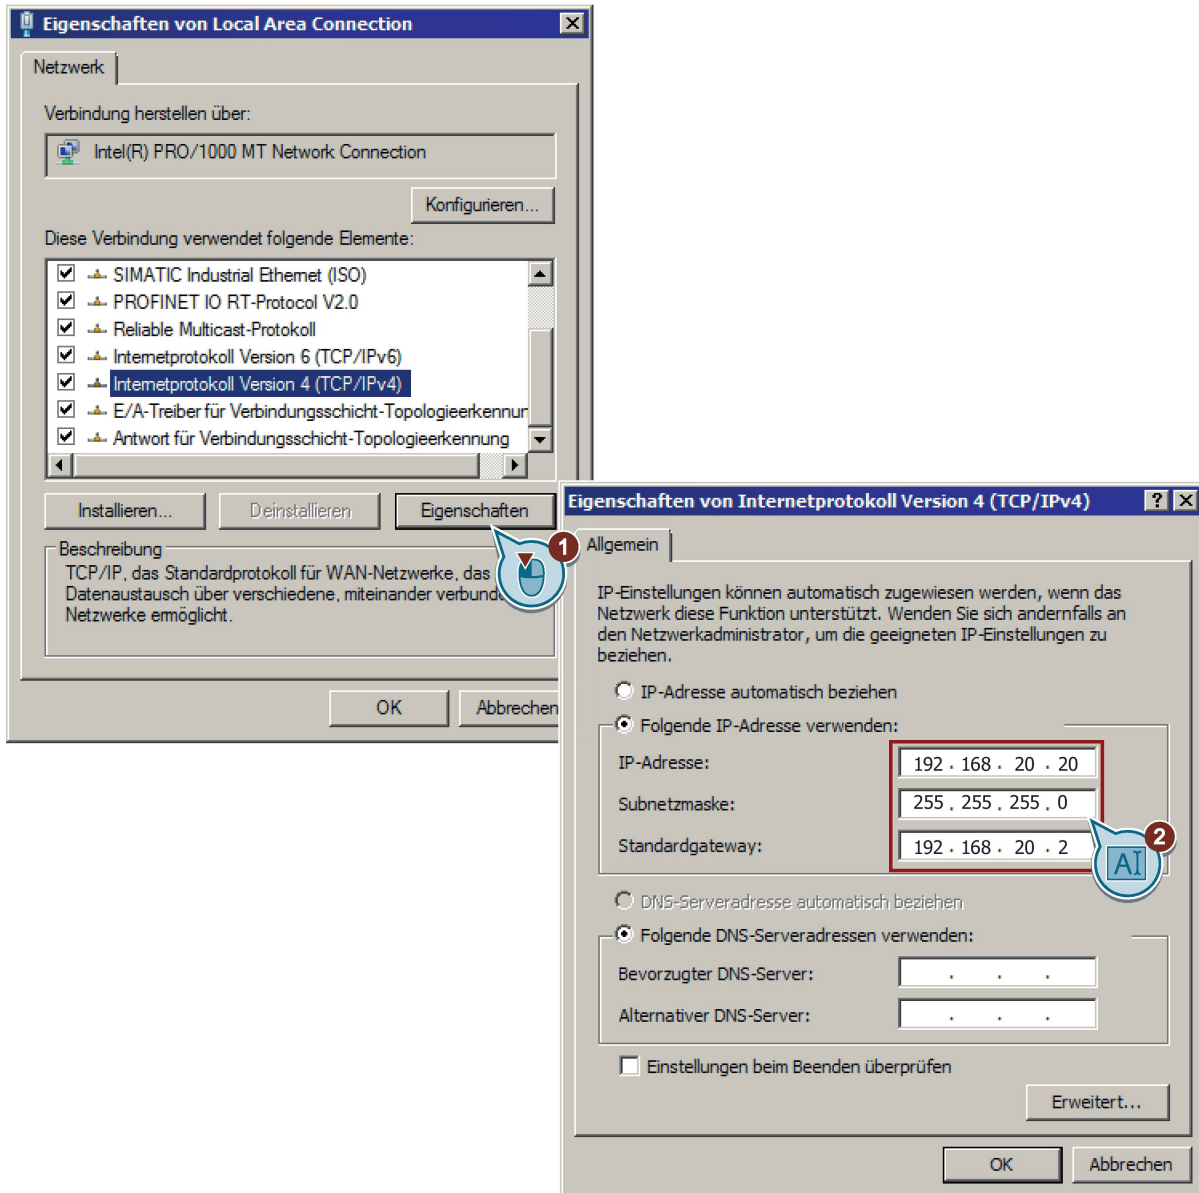 Eigenschaften von Local Area Connection
Netzwerk
Verbindung herstellen über:
Intel(R) PRO/1000 MT Network Connection
Konfigurieren...
Diese Verbindung verwendet folgende Elemente:
SIMATIC Industrial Ethernet (ISO)
PROFINET IO RT-Protocol V2.0
Reliable Multicast-Protokoll
Internetprotokoll Version 6 (TCP/IPv6)
Internetprotokoll Version 4 (TCP/IPv4)
E/A-Treiber für Verbindungsschicht-Topologieerkennur
Antwort für Verbindungsschicht-Topologieerkennung
Installieren...
Deinstallieren
Eigenschaften
1
Beschreibung
TCP/IP, das Standardprotokoll für WAN-Netzwerke, das
Datenaustausch über verschiedene, miteinander verbund
Netzwerke ermöglicht.
OK
Abbrechen
Eigenschaften von Internetprotokoll Version 4 (TCP/IPv4)
?
Allgemein
IP-Einstellungen können automatisch zugewiesen werden, wenn das
Netzwerk diese Funktion unterstützt. Wenden Sie sich andernfalls an
den Netzwerkadministrator, um die geeigneten IP-Einstellungen zu
beziehen.
IP-Adresse automatisch beziehen
Folgende IP-Adresse verwenden:
IP-Adresse: 192 . 168 . 20 . 20
Subnetzmaske: 255 . 255 . 255 . 0
Standardgateway: 192 . 168 . 20 . 2
2
AI
DNS-Serveradresse automatisch beziehen
Folgende DNS-Serveradressen verwenden:
Bevorzugter DNS-Server: . . .
Alternativer DNS-Server: . . .
Einstellungen beim Beenden überprüfen
Erweitert...
OK
Abbrechen